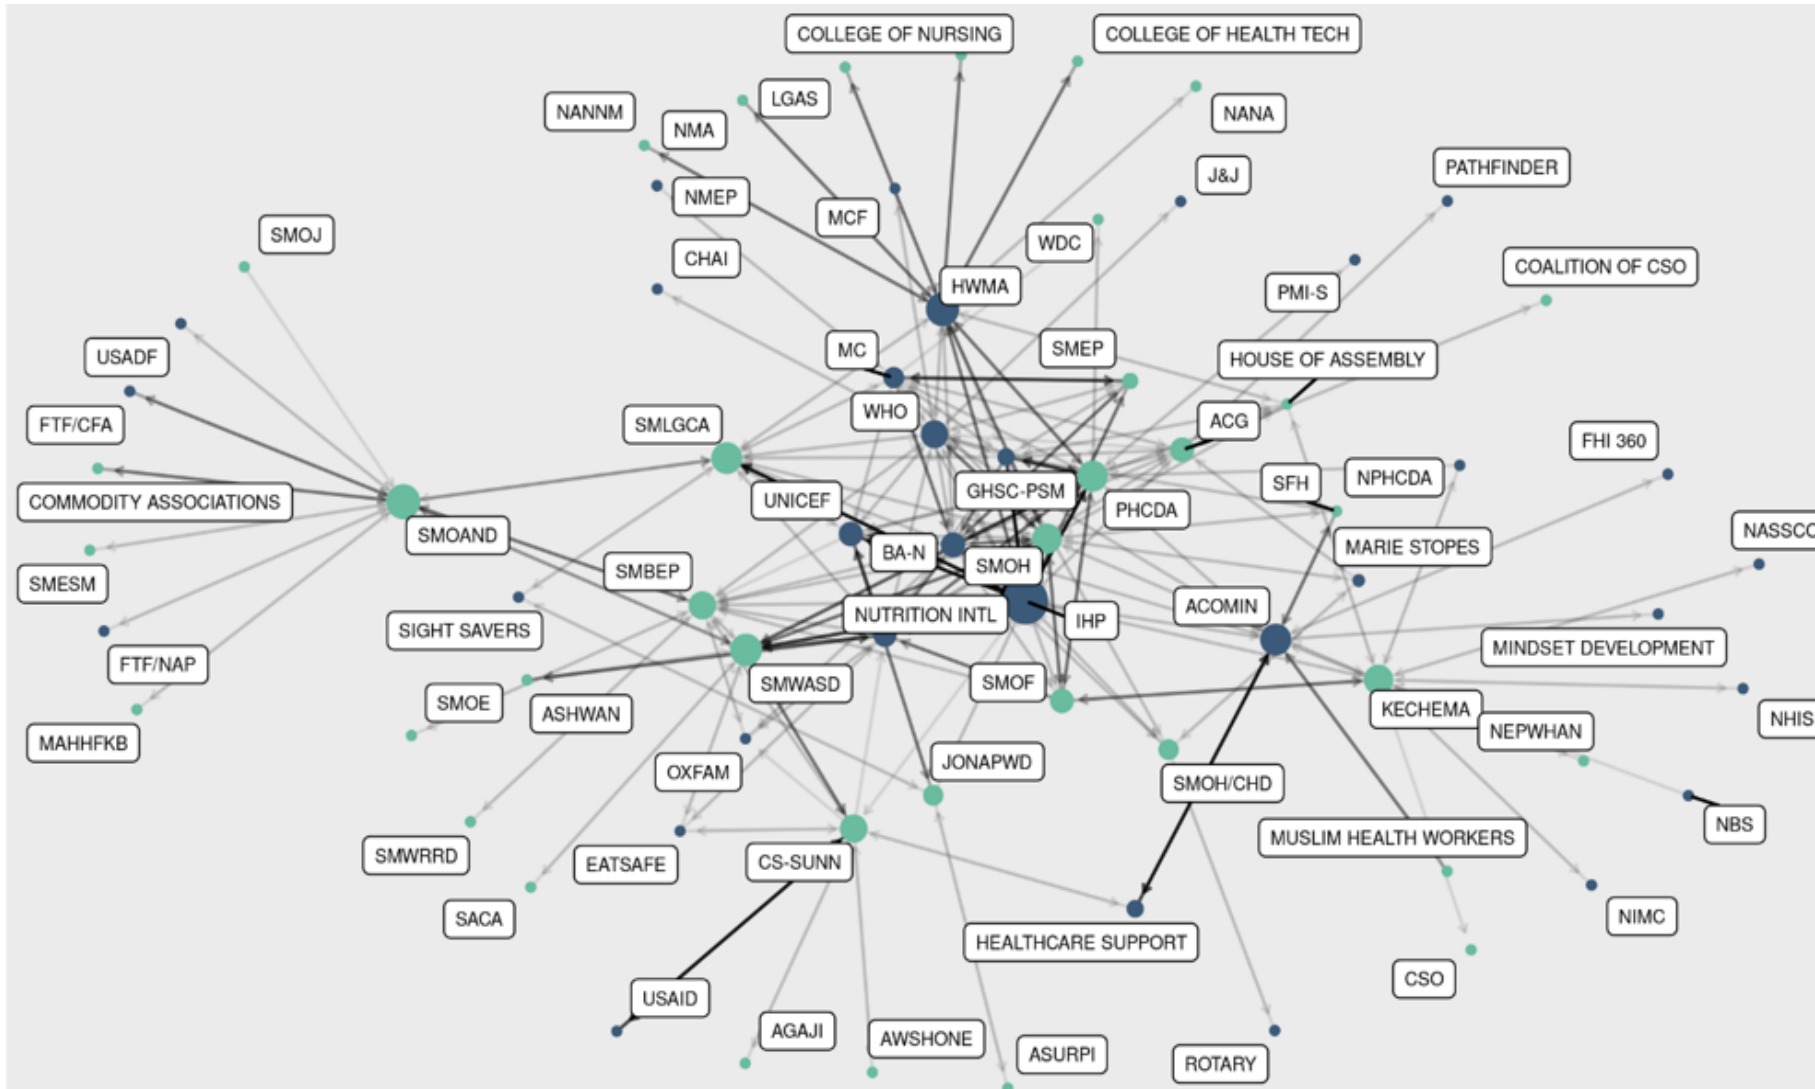 COLLEGE OF NURSING
COLLEGE OF HEALTH TECH
LGAS
NANNM
NMA
NANA
PATHFINDER
J&J
NMEP
MCF
SMOJ
WDC
CHAI
COALITION OF CSO
HWMA
PMI-S
MC
SMEP
USADF
HOUSE OF ASSEMBLY
WHO
ACG
FTF/CFA
SMLGCA
FHI 360
NPHCDA
SFH
GHSC-PSM
COMMODITY ASSOCIATIONS
UNICEF
PHCDA
SMOAND
NASSCO
MARIE STOPES
BA-N
SMOH
SMBEP
SMESM
ACOMIN
NUTRITION INTL
IHP
SIGHT SAVERS
MINDSET DEVELOPMENT
FTF/NAP
SMWASD
SMOF
SMOE
ASHWAN
KECHEMA
NHIS
NEPWHAN
MAHHFKB
JONAPWD
OXFAM
SMOH/CHD
NBS
MUSLIM HEALTH WORKERS
SMWRRD
EATSAFE
CS-SUNN
NIMC
SACA
HEALTHCARE SUPPORT
CSO
USAID
AGAJI
AWSHONE
ASURPI
ROTARY